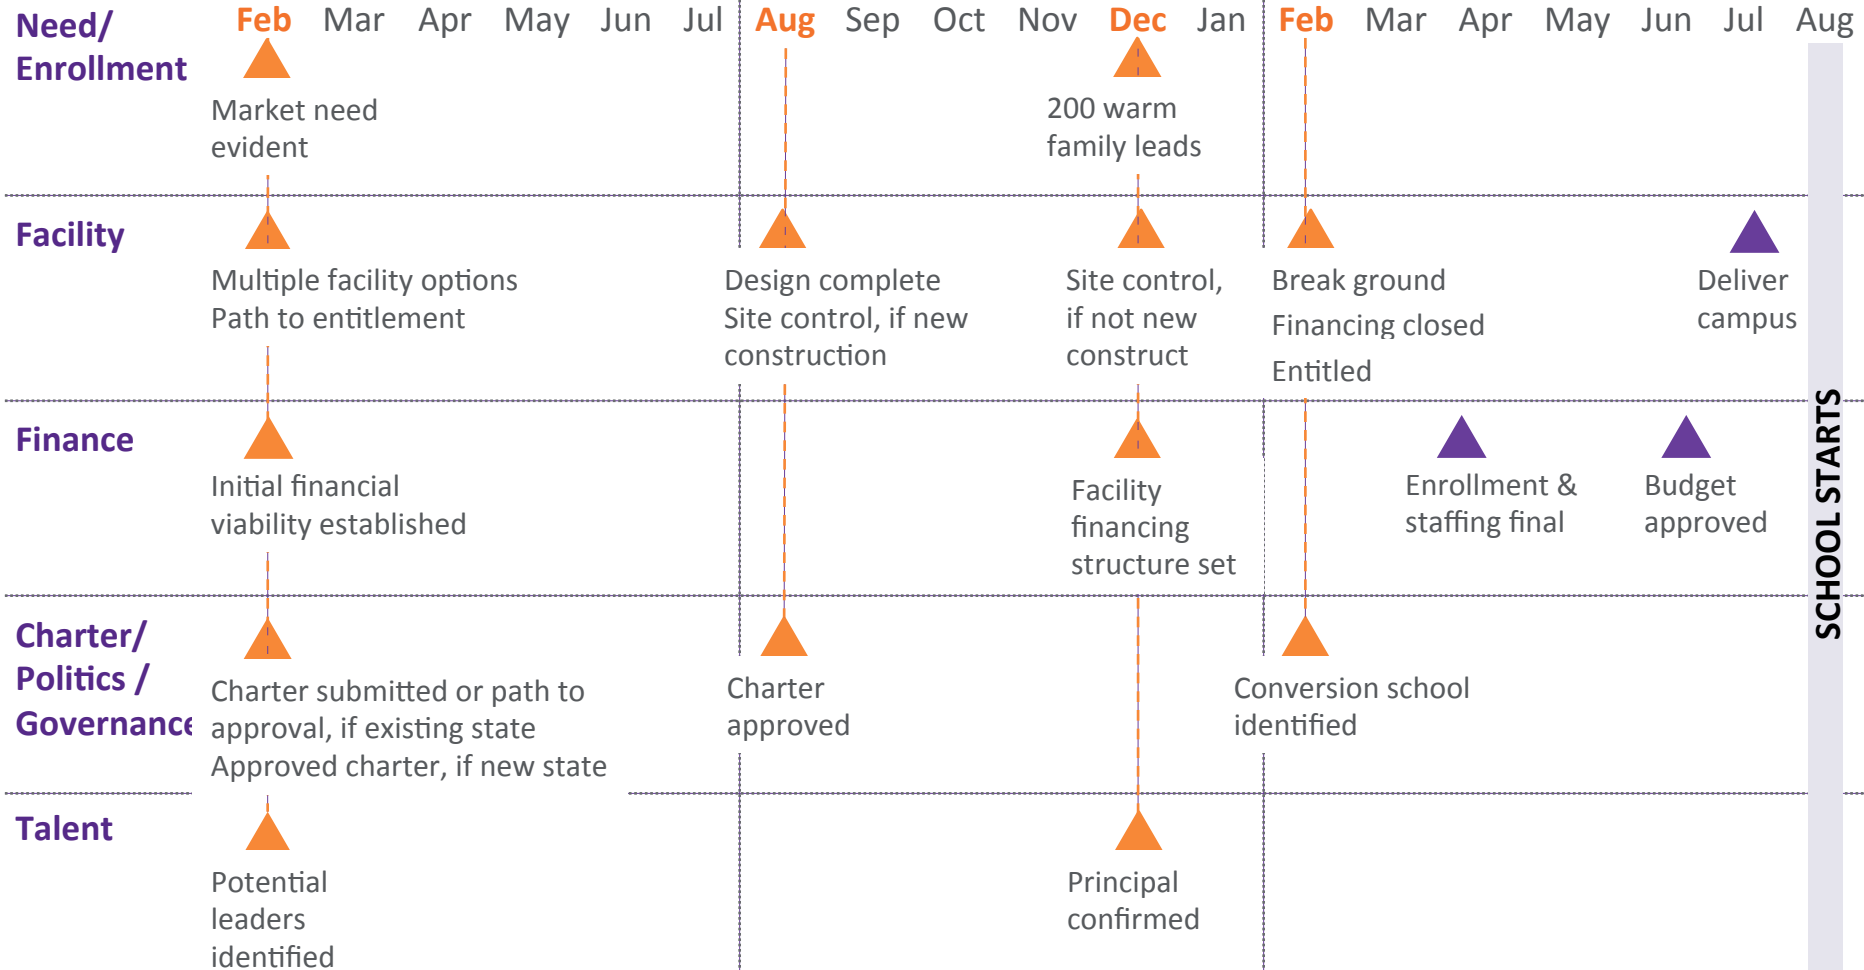 Need/
Enrollment
Feb Mar Apr May Jun Jul Aug Sep Oct Nov Dec Jan Feb Mar Apr May Jun Jul Aug
Market need
evident
200 warm
family leads
Facility
Multiple facility options
Path to entitlement
Design complete
Site control, if new
construction
Site control,
if not new
construct
Break ground
Financing closed
Entitled
Deliver
campus
Finance
Initial financial
viability established
Facility
financing
structure set
Enrollment &
staffing final
Budget
approved
SCHOOL STARTS
Charter/
Politics /
Governance
Charter submitted or path to
approval, if existing state
Approved charter, if new state
Charter
approved
Conversion school
identified
Talent
Potential
leaders
identified
Principal
confirmed